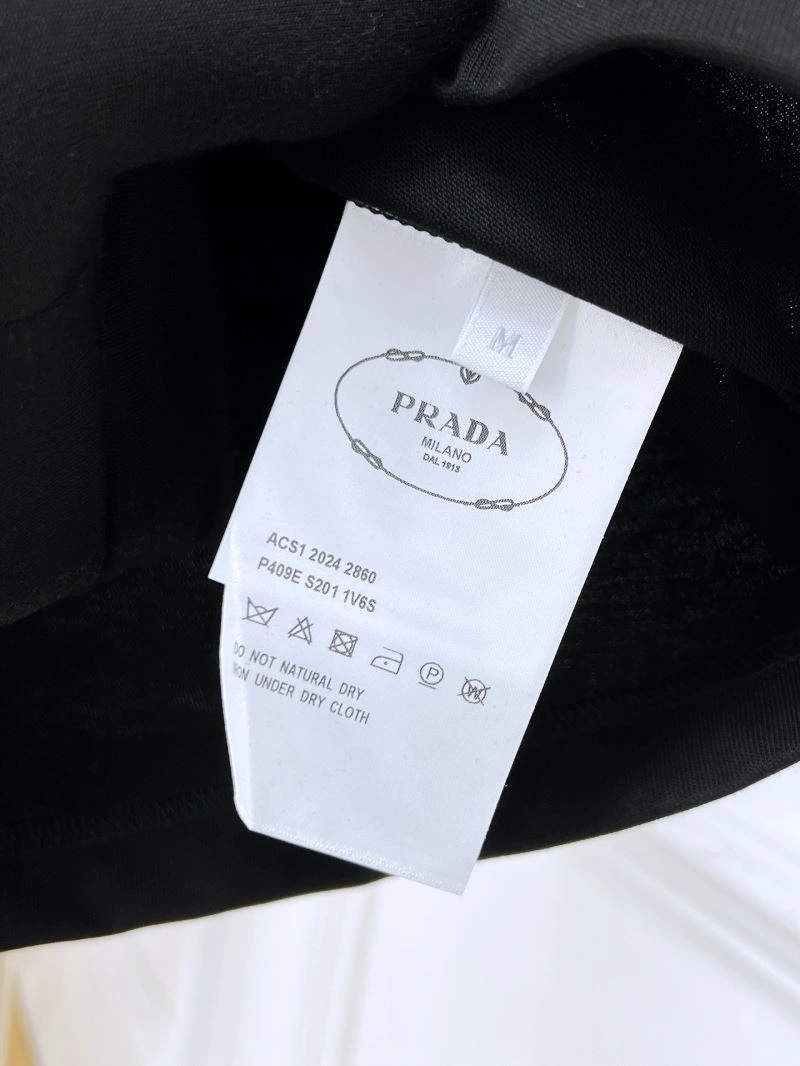 M
PRADA
MILANO
DAL 1913
ACS1 2024 2860
P409E S201 1V6S
P
W
DO NOT NATURAL DRY
IRON UNDER DRY CLOTH